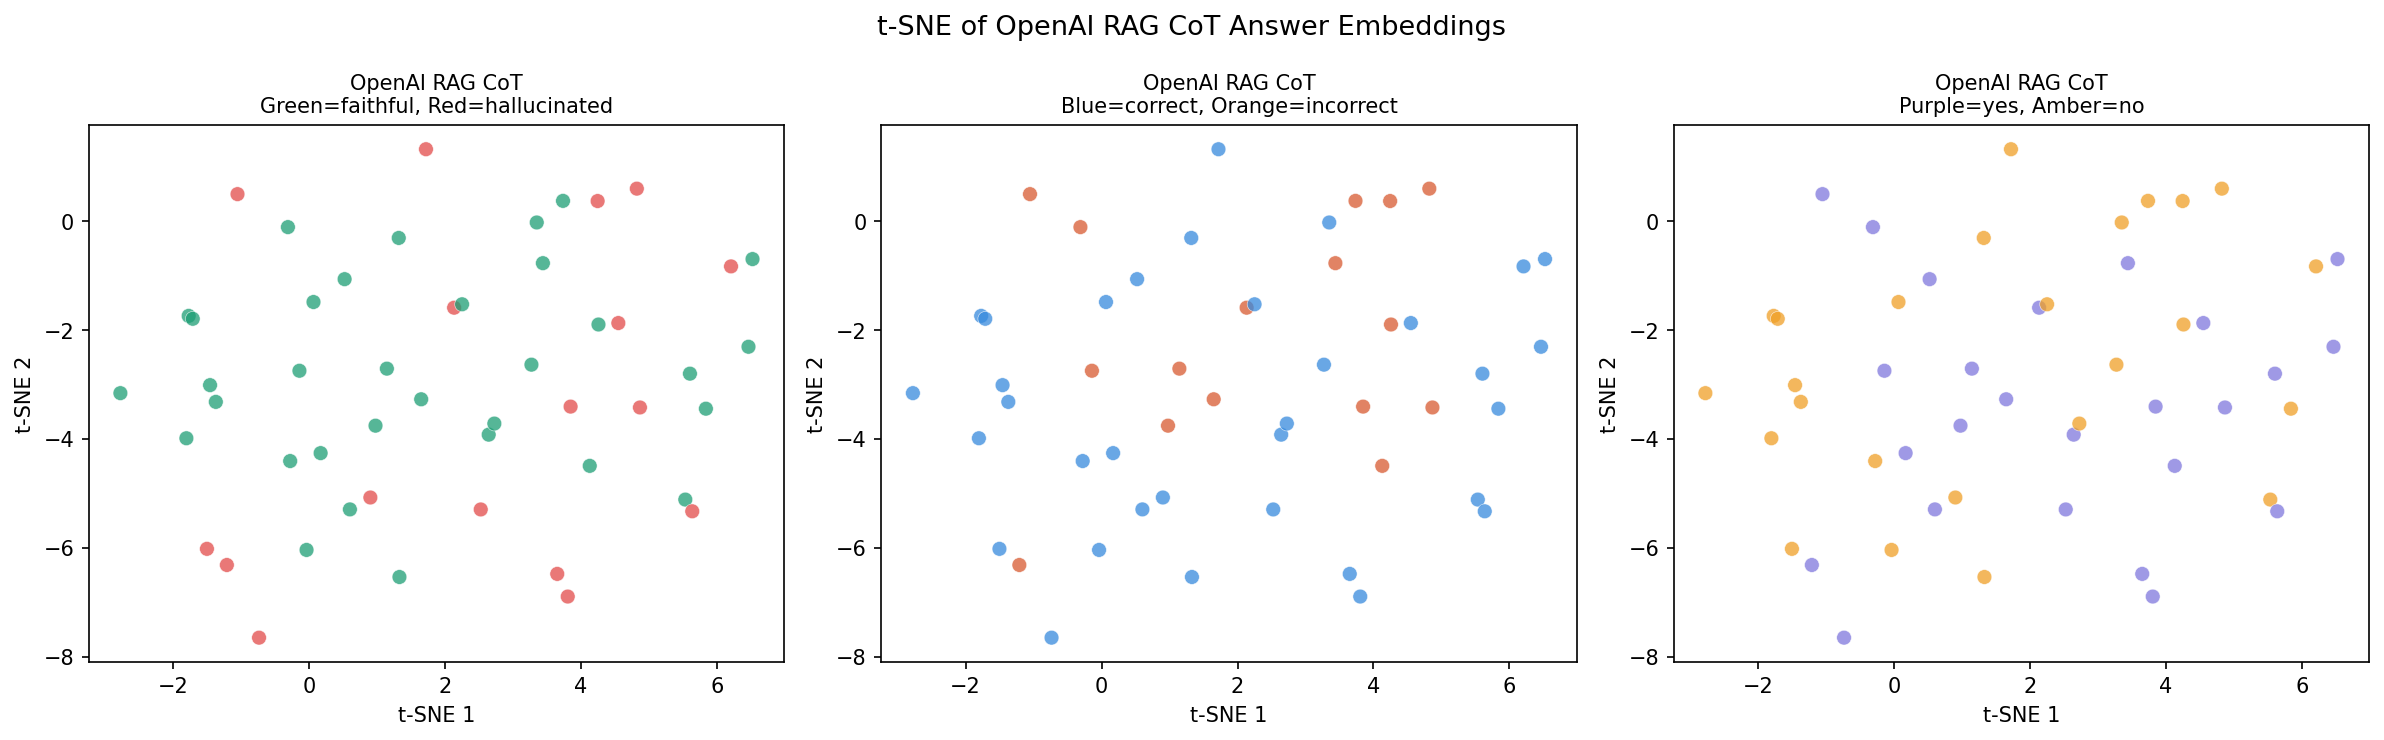 t-SNE of OpenAI RAG CoT Answer Embeddings
OpenAI RAG CoT
Green=faithful, Red=hallucinated
0
−2
−4
−6
−8
t-SNE 2
−2 0 2 4 6
t-SNE 1
OpenAI RAG CoT
Blue=correct, Orange=incorrect
0
−2
−4
−6
−8
t-SNE 2
−2 0 2 4 6
t-SNE 1
OpenAI RAG CoT
Purple=yes, Amber=no
0
−2
−4
−6
−8
t-SNE 2
−2 0 2 4 6
t-SNE 1